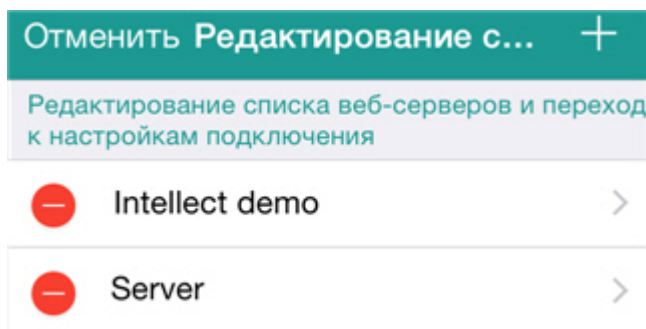 Отменить Редактирование с...
Редактирование списка веб-серверов и переход
к настройкам подключения
Intellect demo
Server